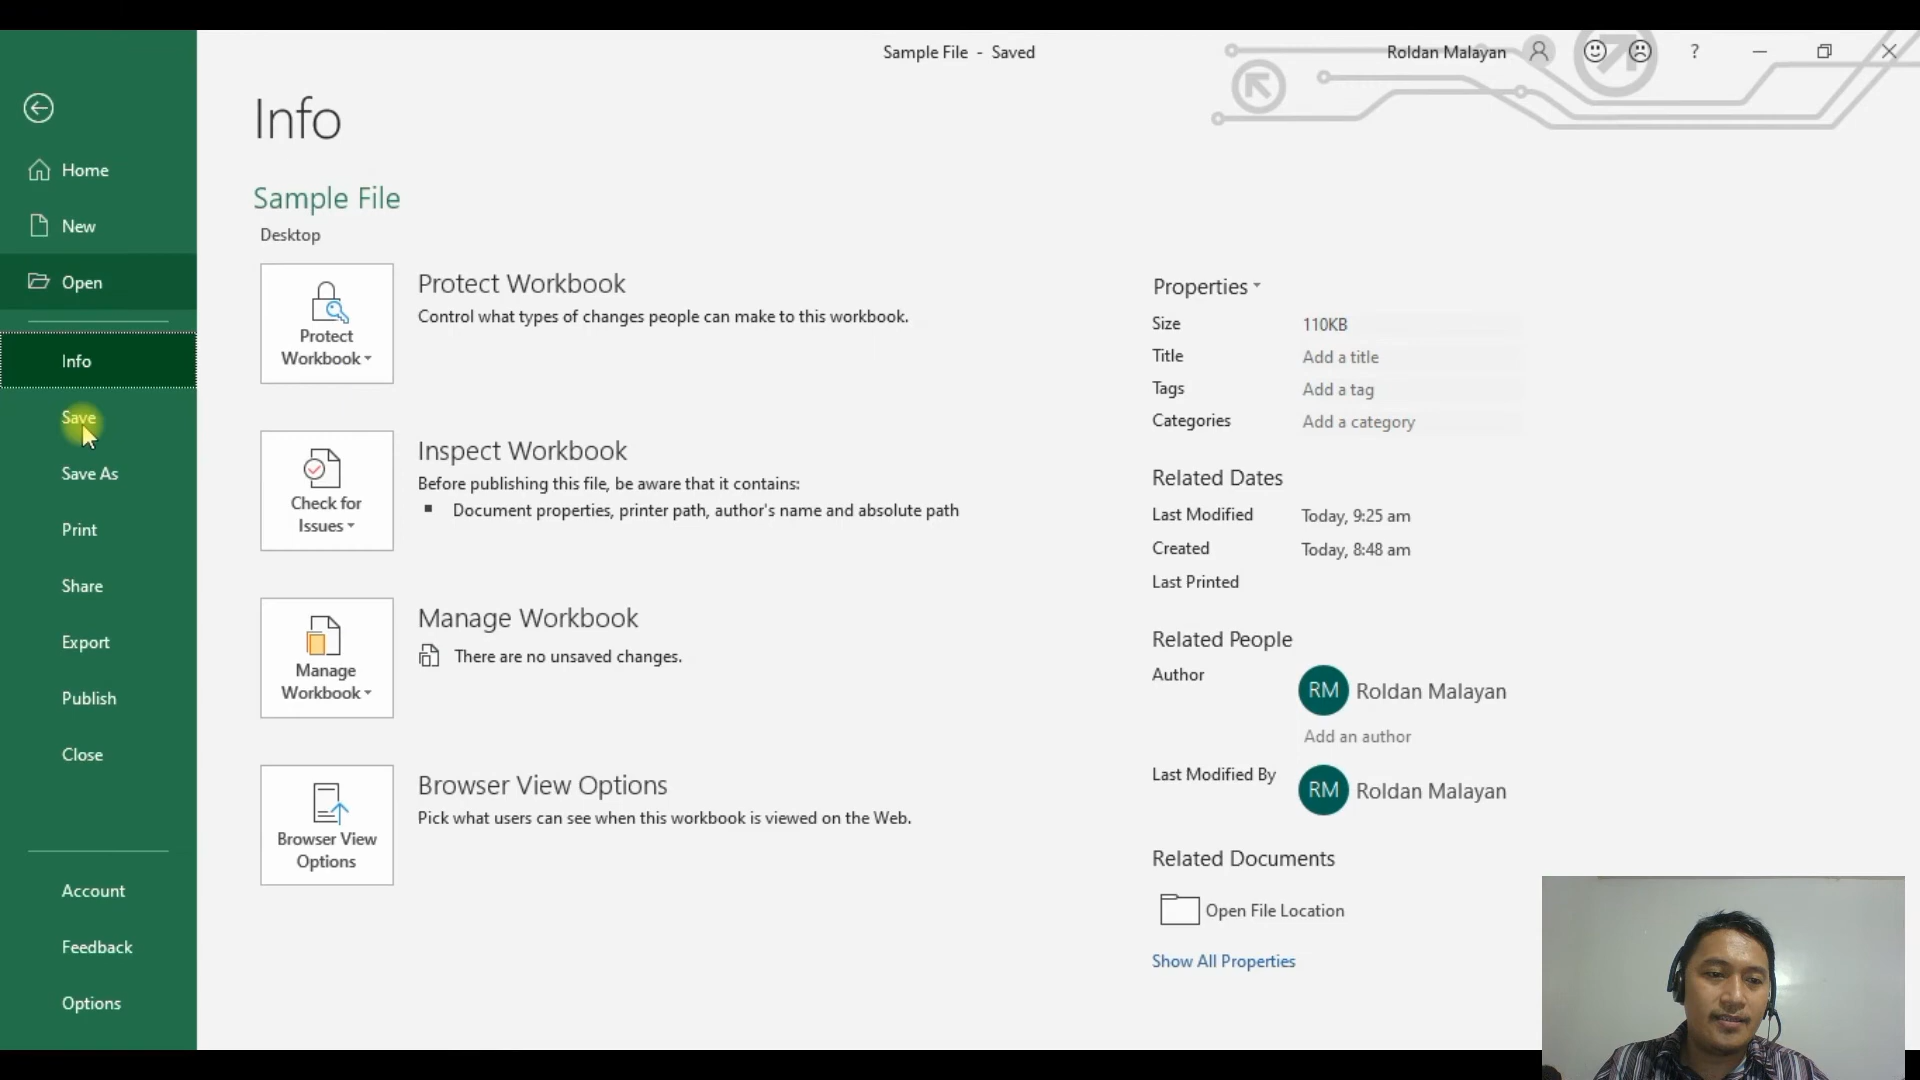 Sample File - Saved
Roldan Malayan
?
Info
Home
New
Open
Info
Save
Save As
Print
Share
Export
Publish
Close
Account
Feedback
Options
Sample File
Desktop
Protect
Workbook
Protect Workbook
Control what types of changes people can make to this workbook.
Check for
Issues
Inspect Workbook
Before publishing this file, be aware that it contains:
Document properties, printer path, author's name and absolute path
Manage
Workbook
Manage Workbook
There are no unsaved changes.
Browser View
Options
Browser View Options
Pick what users can see when this workbook is viewed on the Web.
Properties
Size 110KB
Title Add a title
Tags Add a tag
Categories Add a category
Related Dates
Last Modified Today, 9:25 am
Created Today, 8:48 am
Last Printed
Related People
Author
RM Roldan Malayan
Add an author
Last Modified By
RM Roldan Malayan
Related Documents
Open File Location
Show All Properties